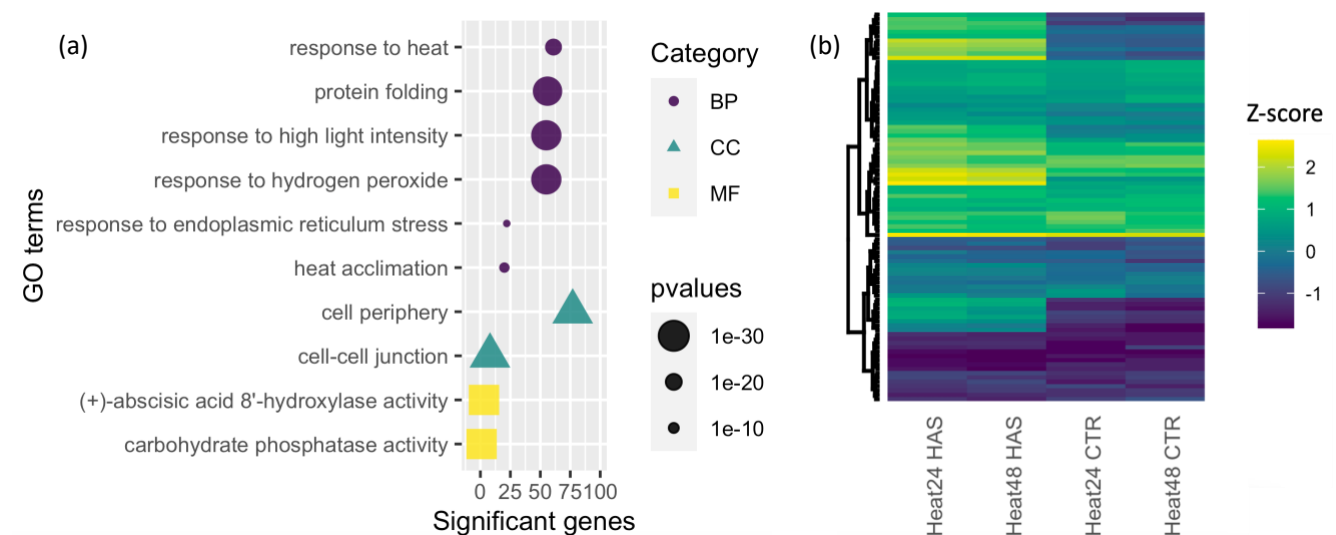 (a)
GO terms
response to heat
protein folding
response to high light intensity
response to hydrogen peroxide
response to endoplasmic reticulum stress
heat acclimation
cell periphery
cell-cell junction
(+)-abscisic acid 8'-hydroxylase activity
carbohydrate phosphatase activity
0 25 50 75 100
Significant genes
Category
BP
CC
MF
pvalues
1e-30
1e-20
1e-10
(b)
Heat24 HAS
Heat48 HAS
Heat24 CTR
Heat48 CTR
Z-score
2
1
0
-1